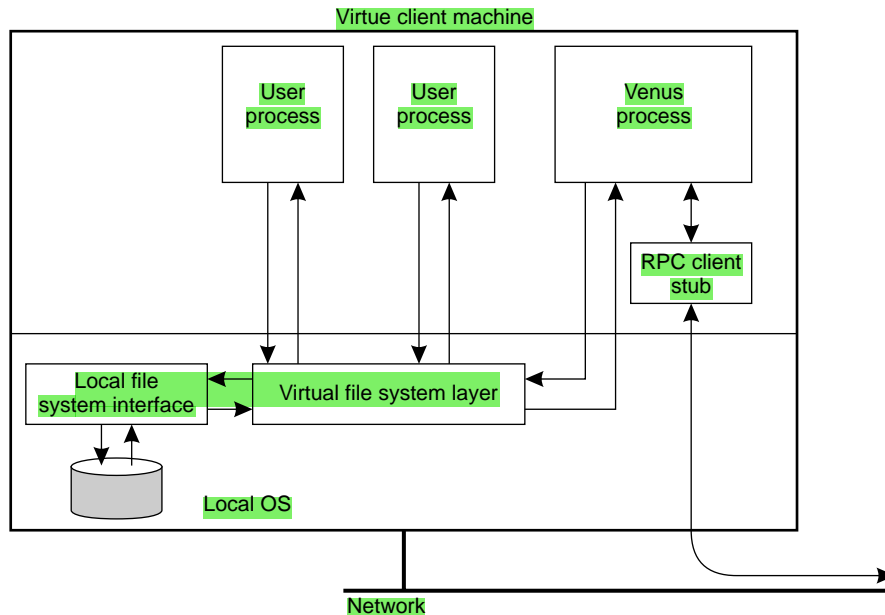 Virtue client machine
User
process
User
process
Venus
process
RPC client
stub
Local file
system interface
Virtual file system layer
Local OS
Network